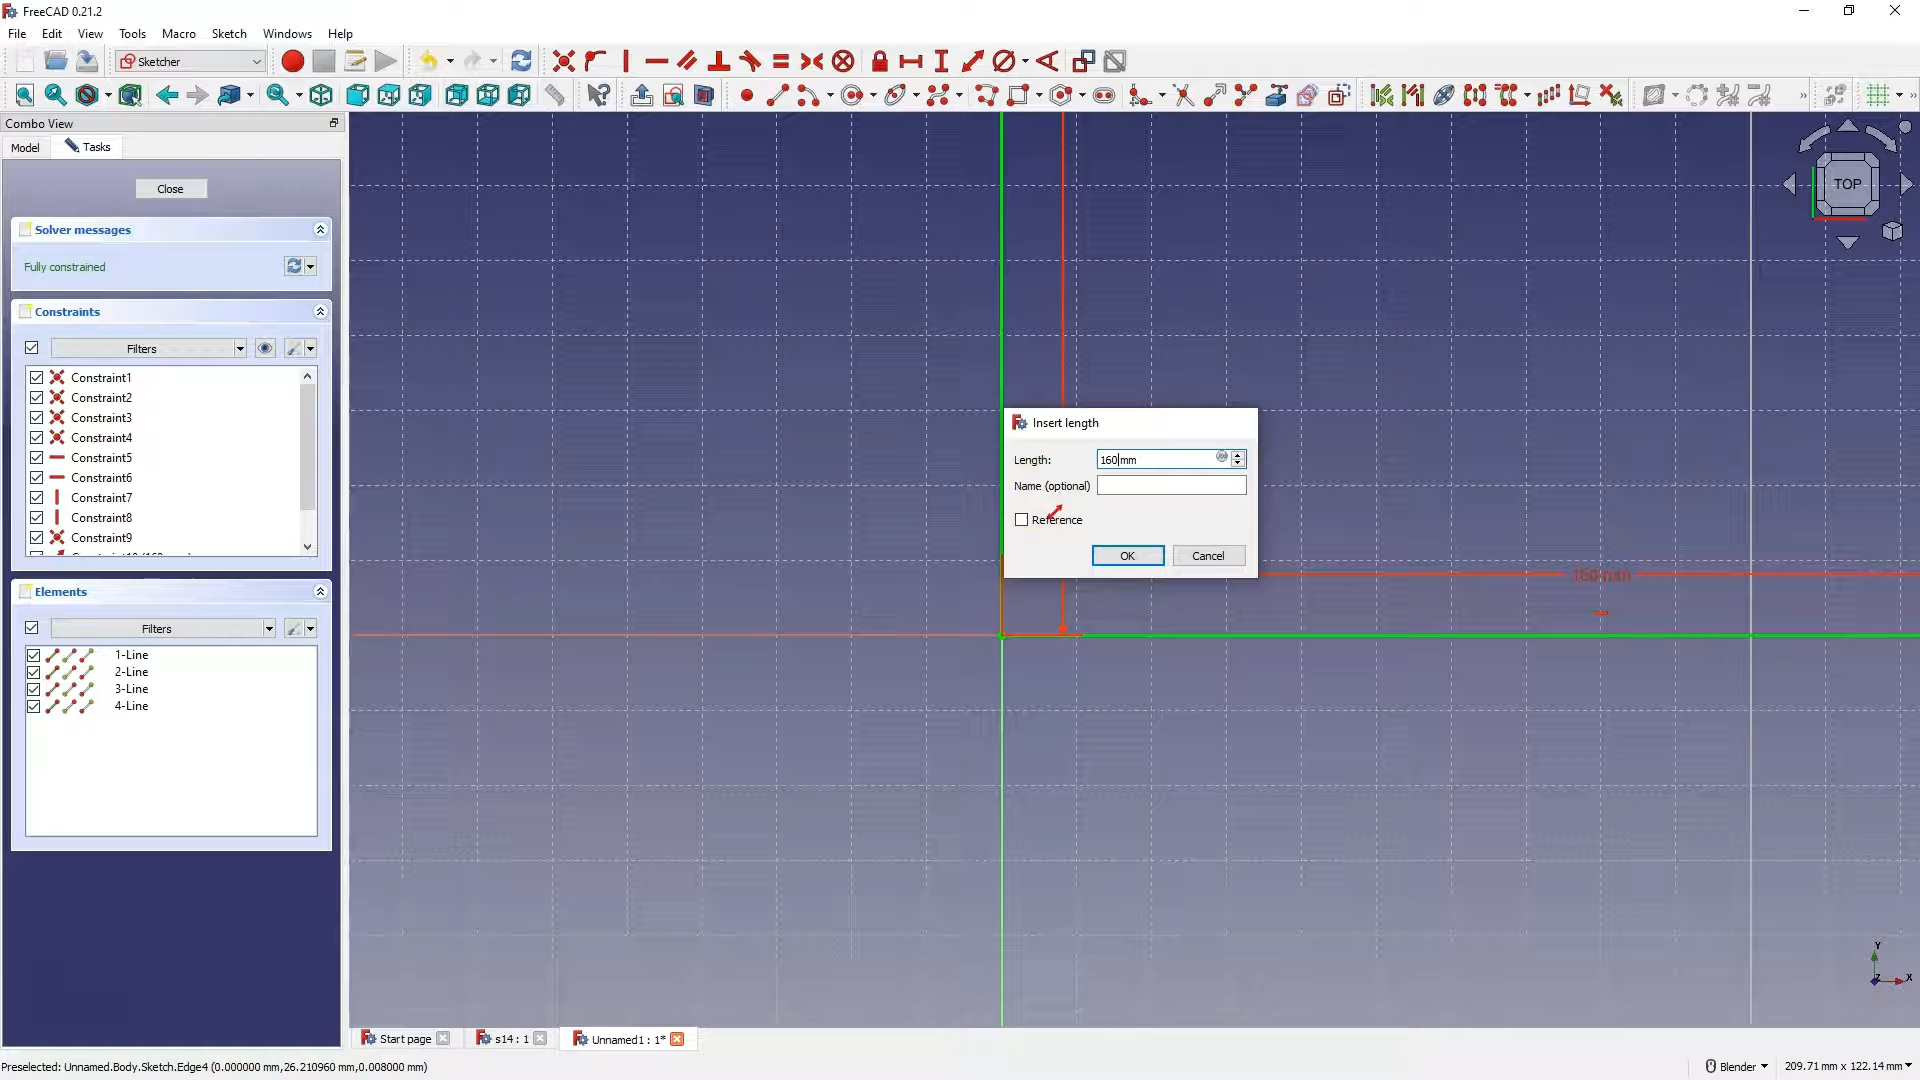 FreeCAD 0.21.2
File Edit View Tools Macro Sketch Windows Help
Sketcher
Combo View
Model Tasks
Close
Solver messages
Fully constrained
Constraints
Filters
Constraint1
Constraint2
Constraint3
Constraint4
Constraint5
Constraint6
Constraint7
Constraint8
Constraint9
Elements
Filters
1-Line
2-Line
3-Line
4-Line
TOP
Insert length
Length: 160 mm
Name (optional)
Reference
OK Cancel
160 mm
Y
Z X
Start page s14 : 1 Unnamed1 : 1*
Preselected: Unnamed.Body.Sketch.Edge4 (0.000000 mm,26.210960 mm,0.008000 mm)
Blender 209.71 mm x 122.14 mm